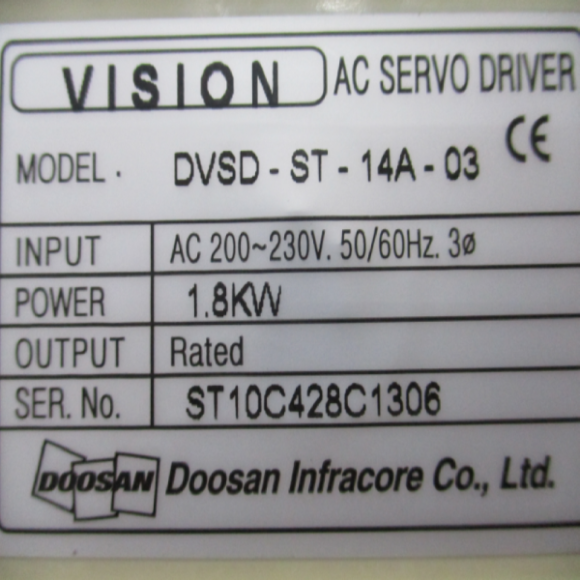 VISION AC SERVO DRIVER
MODEL . DVSD - ST - 14A - 03 CE
INPUT AC 200~230V. 50/60Hz. 3ø
POWER 1.8KW
OUTPUT Rated
SER. No. ST10C428C1306
DOOSAN Doosan Infracore Co., Ltd.